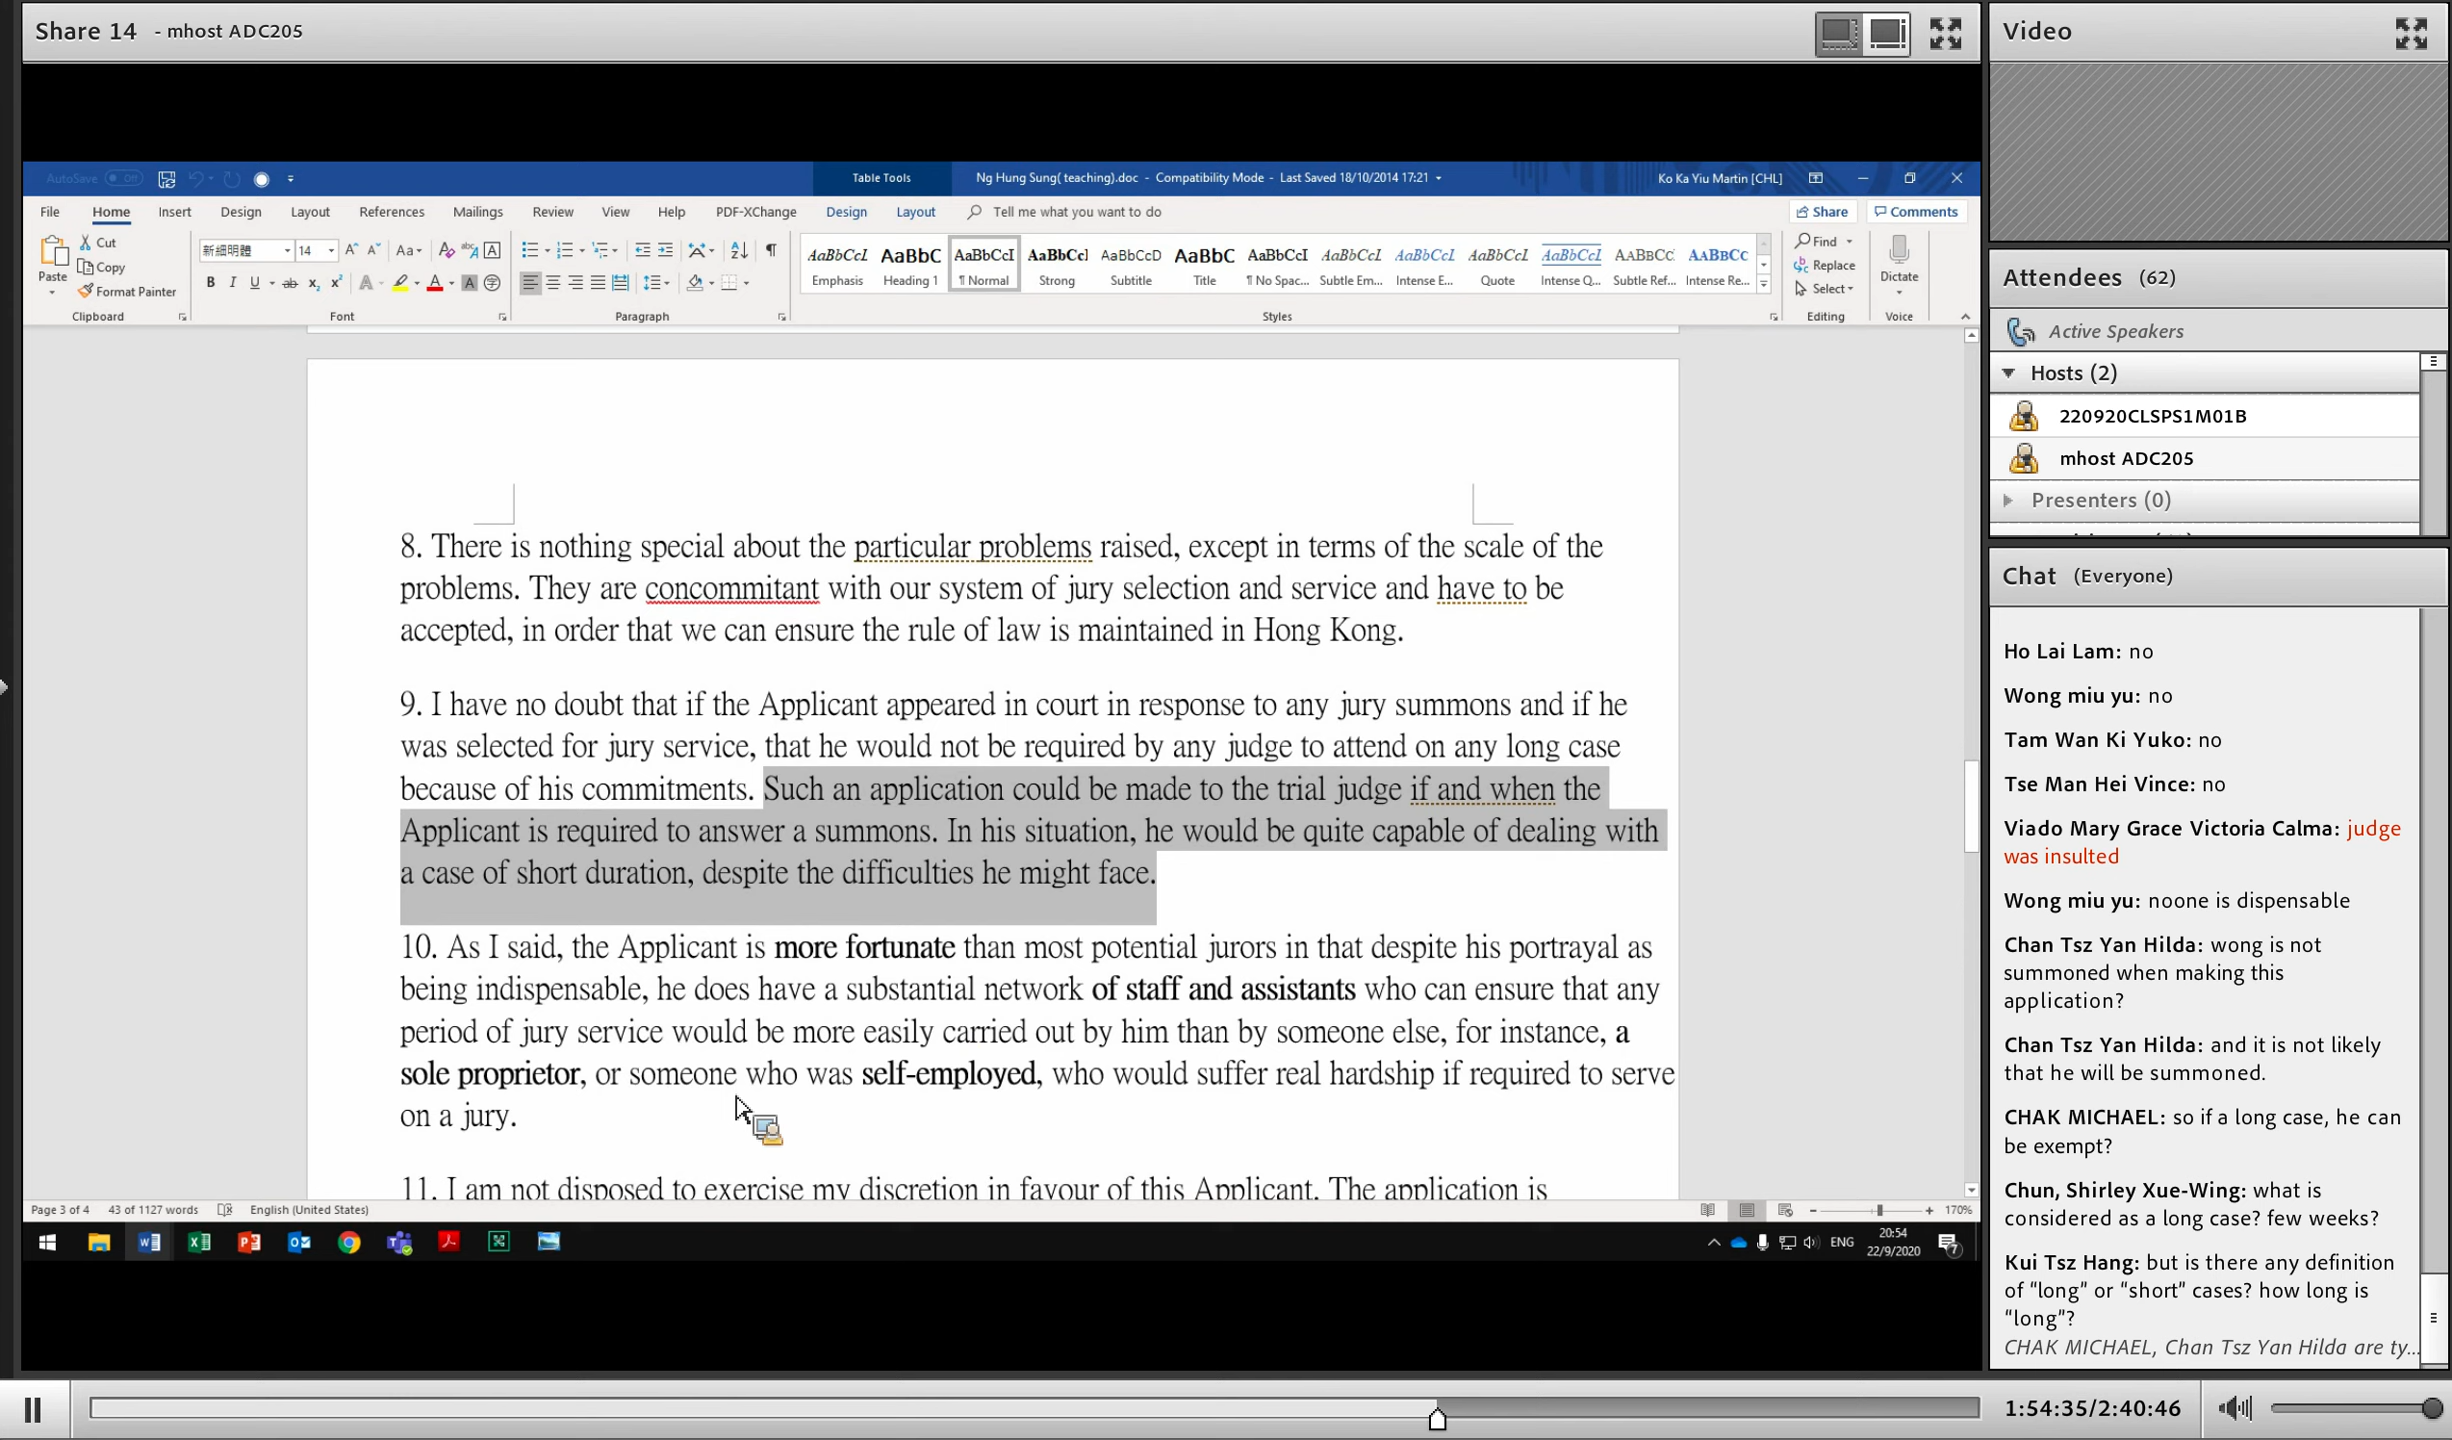 Share 14 - mhost ADC205
Video
AutoSave Off
Table Tools
Ng Hung Sung( teaching).doc - Compatibility Mode - Last Saved 18/10/2014 17:21
Ko Ka Yiu Martin [CHL]
File Home Insert Design Layout References Mailings Review View Help PDF-XChange Design Layout Tell me what you want to do Share Comments
Paste
Cut
Copy
Format Painter
Clipboard
新細明體 14
Font
Paragraph
AaBbCcI AaBbC AaBbCcI AaBbCcI AaBbCcD AaBbC AaBbCcI AaBbCcI AaBbCcI AaBbCcI AaBbCcI AABBCC AABBCC
Emphasis Heading 1 ¶ Normal Strong Subtitle Title ¶ No Spac... Subtle Em... Intense E... Quote Intense Q... Subtle Ref... Intense Re...
Styles
Find
Replace
Select
Editing
Dictate
Voice
8. There is nothing special about the particular problems raised, except in terms of the scale of the
problems. They are concommitant with our system of jury selection and service and have to be
accepted, in order that we can ensure the rule of law is maintained in Hong Kong.
9. I have no doubt that if the Applicant appeared in court in response to any jury summons and if he
was selected for jury service, that he would not be required by any judge to attend on any long case
because of his commitments. Such an application could be made to the trial judge if and when the
Applicant is required to answer a summons. In his situation, he would be quite capable of dealing with
a case of short duration, despite the difficulties he might face.
10. As I said, the Applicant is more fortunate than most potential jurors in that despite his portrayal as
being indispensable, he does have a substantial network of staff and assistants who can ensure that any
period of jury service would be more easily carried out by him than by someone else, for instance, a
sole proprietor, or someone who was self-employed, who would suffer real hardship if required to serve
on a jury.
11. I am not disposed to exercise my discretion in favour of this Applicant. The application is
Page 3 of 4 43 of 1127 words English (United States) 170%
ENG
20:54
22/9/2020
7
Attendees (62)
Active Speakers
Hosts (2)
220920CLSPS1M01B
mhost ADC205
Presenters (0)
Chat (Everyone)
Ho Lai Lam: no
Wong miu yu: no
Tam Wan Ki Yuko: no
Tse Man Hei Vince: no
Viado Mary Grace Victoria Calma: judge
was insulted
Wong miu yu: noone is dispensable
Chan Tsz Yan Hilda: wong is not
summoned when making this
application?
Chan Tsz Yan Hilda: and it is not likely
that he will be summoned.
CHAK MICHAEL: so if a long case, he can
be exempt?
Chun, Shirley Xue-Wing: what is
considered as a long case? few weeks?
Kui Tsz Hang: but is there any definition
of “long” or “short” cases? how long is
“long”?
CHAK MICHAEL, Chan Tsz Yan Hilda are ty...
1:54:35/2:40:46